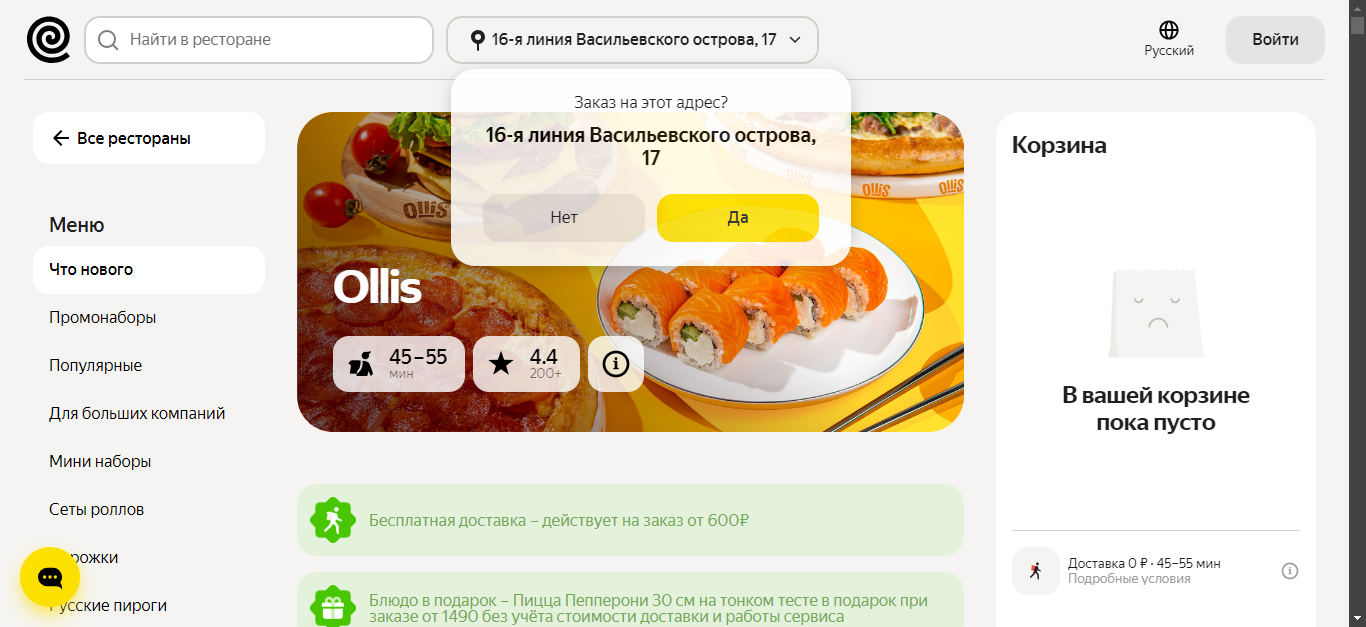 Найти в ресторане
16-я линия Васильевского острова, 17
Русский
Войти
Заказ на этот адрес?
16-я линия Васильевского острова,
17
Нет
Да
Все рестораны
Меню
Что нового
Промонаборы
Популярные
Для больших компаний
Мини наборы
Сеты роллов
рожки
Русские пироги
OLLIS
OLLIS
OLLIS
Ollis
45–55
мин
4.4
200+
Бесплатная доставка – действует на заказ от 600₽
Блюдо в подарок – Пицца Пепперони 30 см на тонком тесте в подарок при
заказе от 1490 без учёта стоимости доставки и работы сервиса
Корзина
В вашей корзине
пока пусто
Доставка 0 ₽ · 45–55 мин
Подробные условия